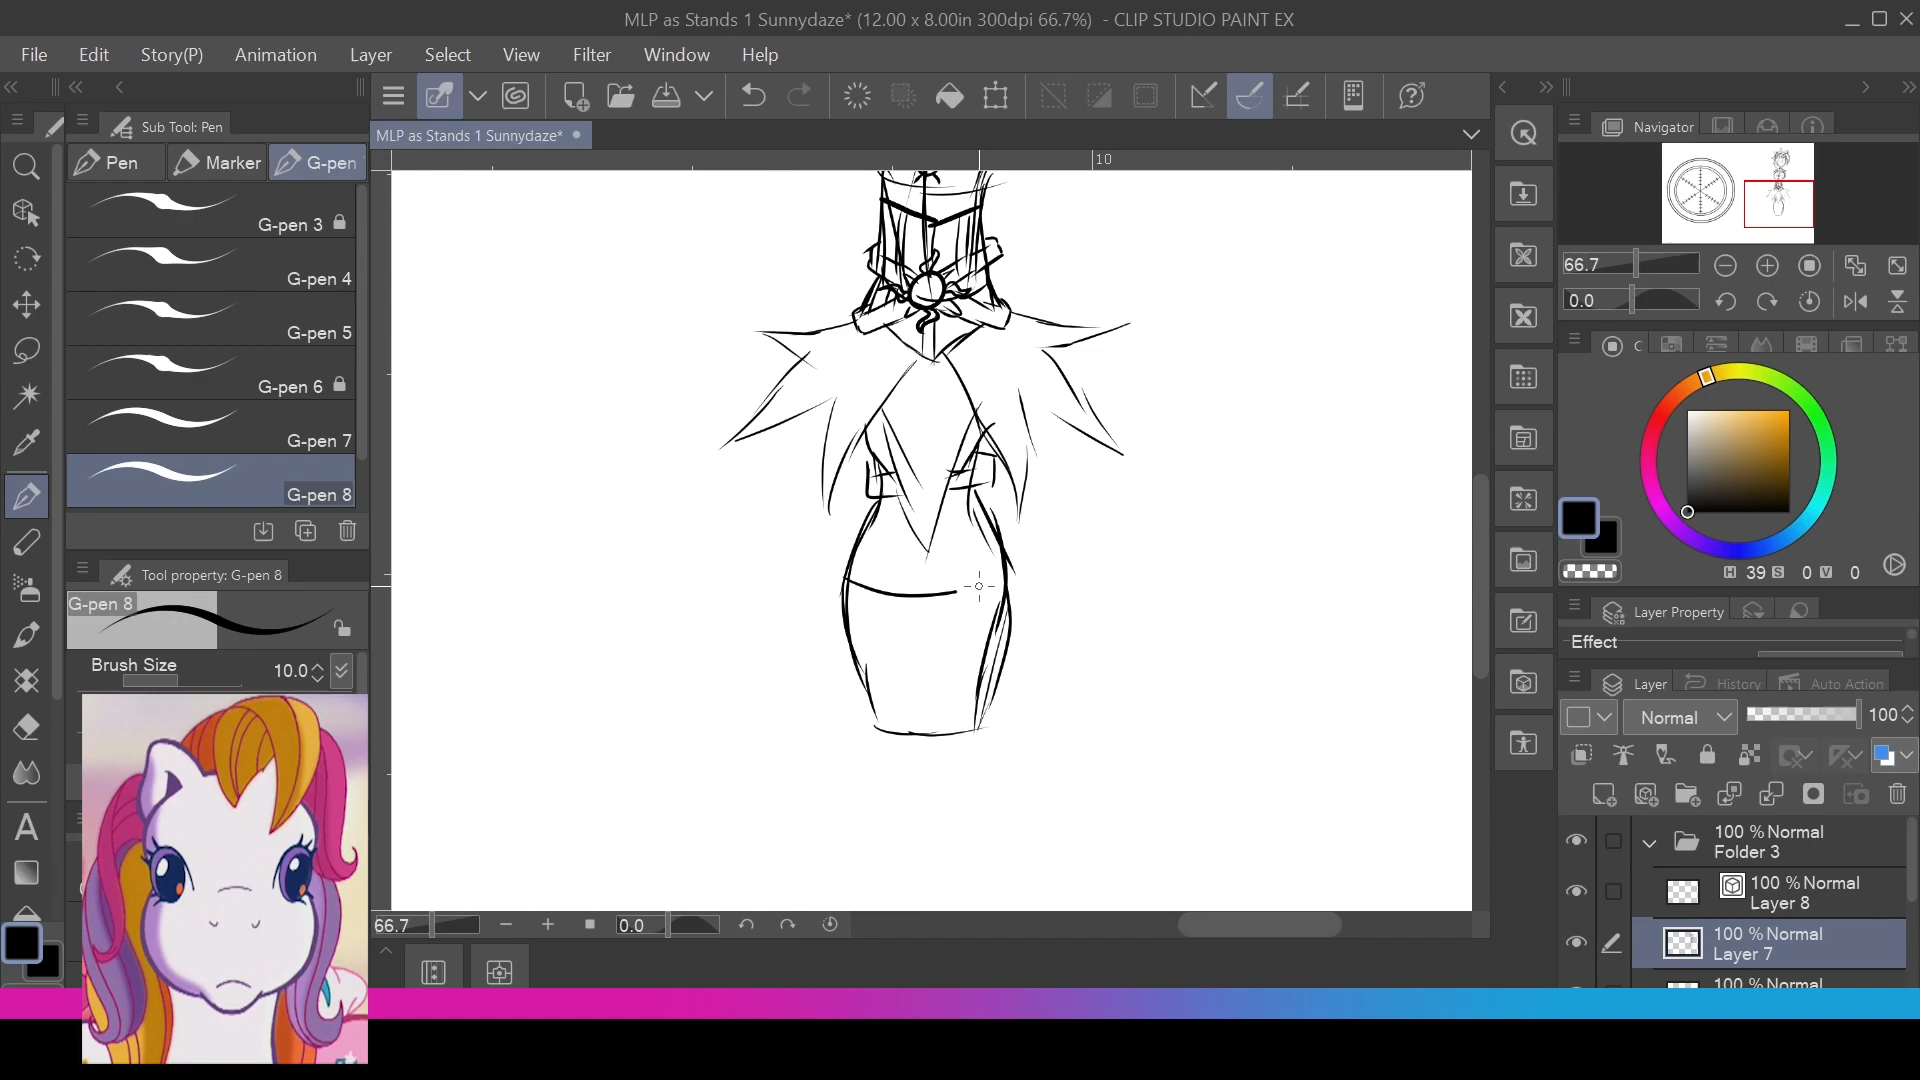 MLP as Stands 1 Sunnydaze* (12.00 x 8.00in 300dpi 66.7%)  - CLIP STUDIO PAINT EX
File Edit Story(P) Animation Layer Select View Filter Window Help
Sub Tool: Pen
MLP as Stands 1 Sunnydaze*
Navigator
Pen Marker G-pen
10
G-pen 3
G-pen 4
G-pen 5
G-pen 6
G-pen 7
G-pen 8
66.7
0.0
C
H 39 S 0 V 0
Tool property: G-pen 8
G-pen 8
Layer Property
Effect
Brush Size 10.0
Layer History Auto Action
Normal 100
A
100 % Normal
Folder 3
100 % Normal
Layer 8
100 % Normal
Layer 7
100 % Normal
66.7 0.0